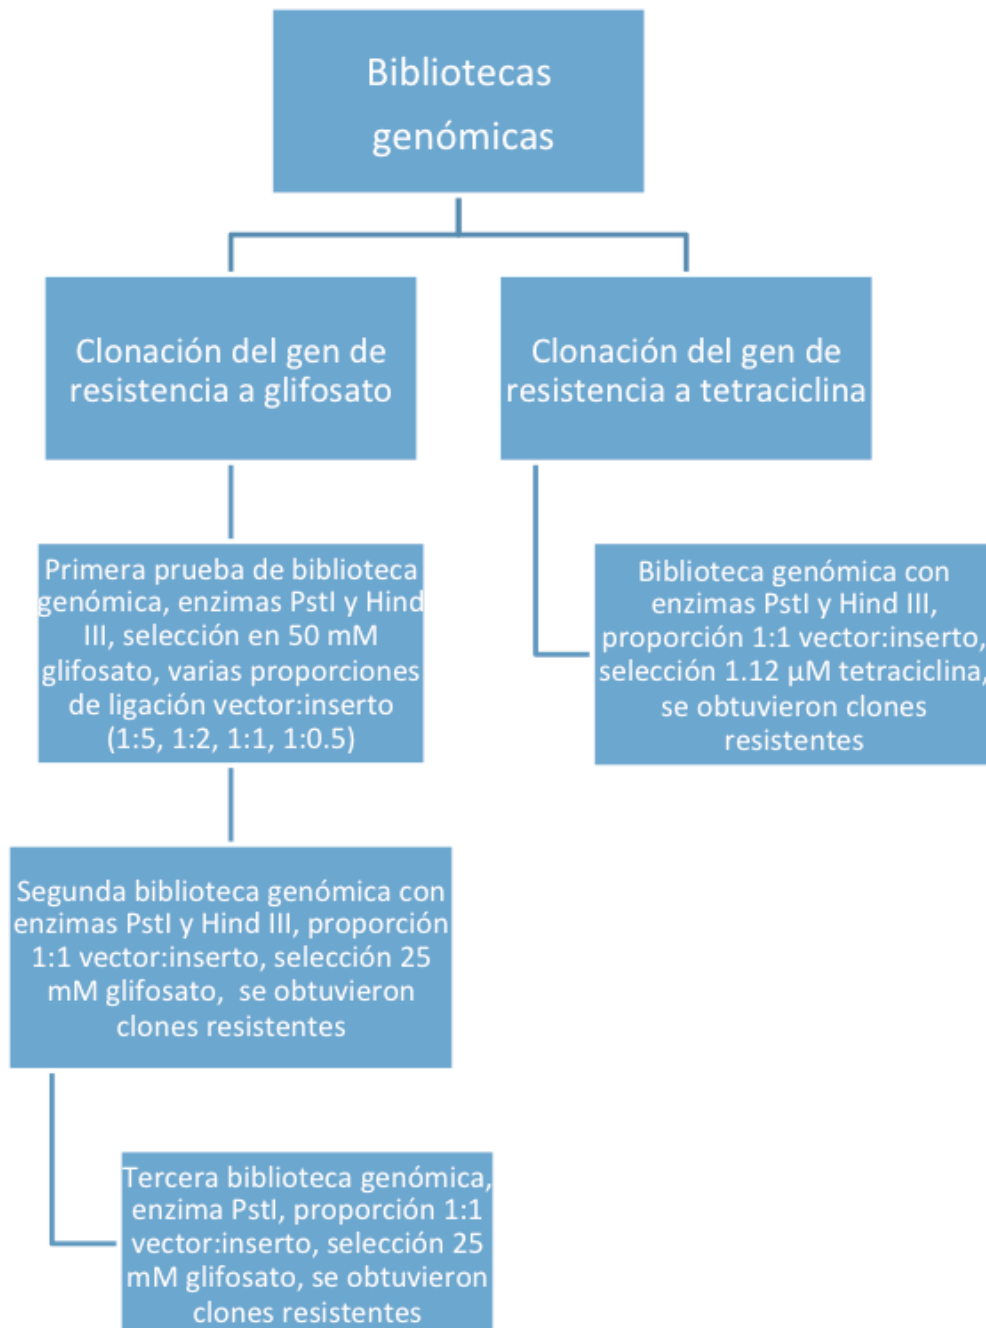 Bibliotecas
genómicas
Clonación del gen de
resistencia a glifosato
Clonación del gen de
resistencia a tetraciclina
Primera prueba de biblioteca
genómica, enzimas PstI y Hind
III, selección en 50 mM
glifosato, varias proporciones
de ligación vector:inserto
(1:5, 1:2, 1:1, 1:0.5)
Biblioteca genómica con
enzimas PstI y Hind III,
proporción 1:1 vector:inserto,
selección 1.12 µM tetraciclina,
se obtuvieron clones
resistentes
Segunda biblioteca genómica con
enzimas PstI y Hind III, proporción
1:1 vector:inserto, selección 25
mM glifosato, se obtuvieron
clones resistentes
Tercera biblioteca genómica,
enzima PstI, proporción 1:1
vector:inserto, selección 25
mM glifosato, se obtuvieron
clones resistentes